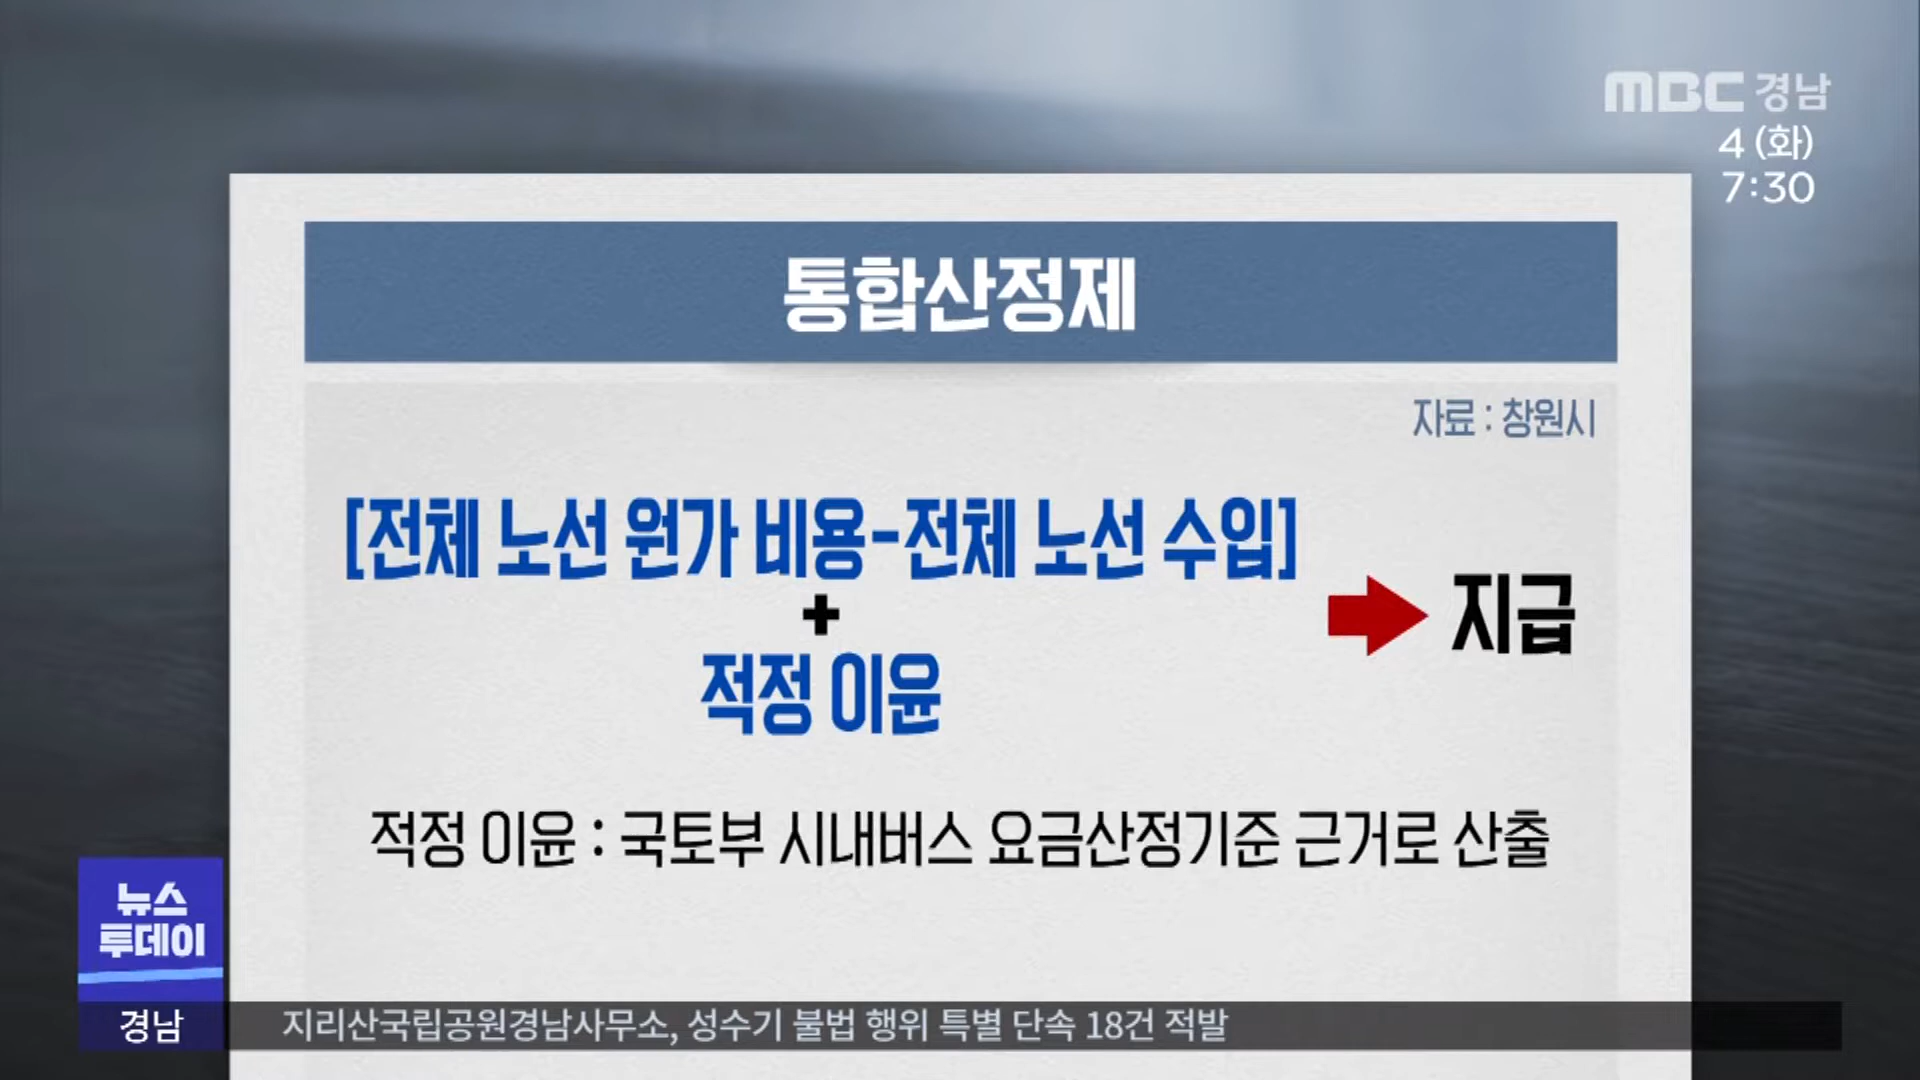 MBC 경남
4 (화)
7:30
통합산정제
자료 : 창원시
[전체 노선 원가 비용-전체 노선 수입]
+
적정 이윤
지급
적정 이윤 : 국토부 시내버스 요금산정기준 근거로 산출
뉴스
투데이
경남
지리산국립공원경남사무소, 성수기 불법 행위 특별 단속 18건 적발